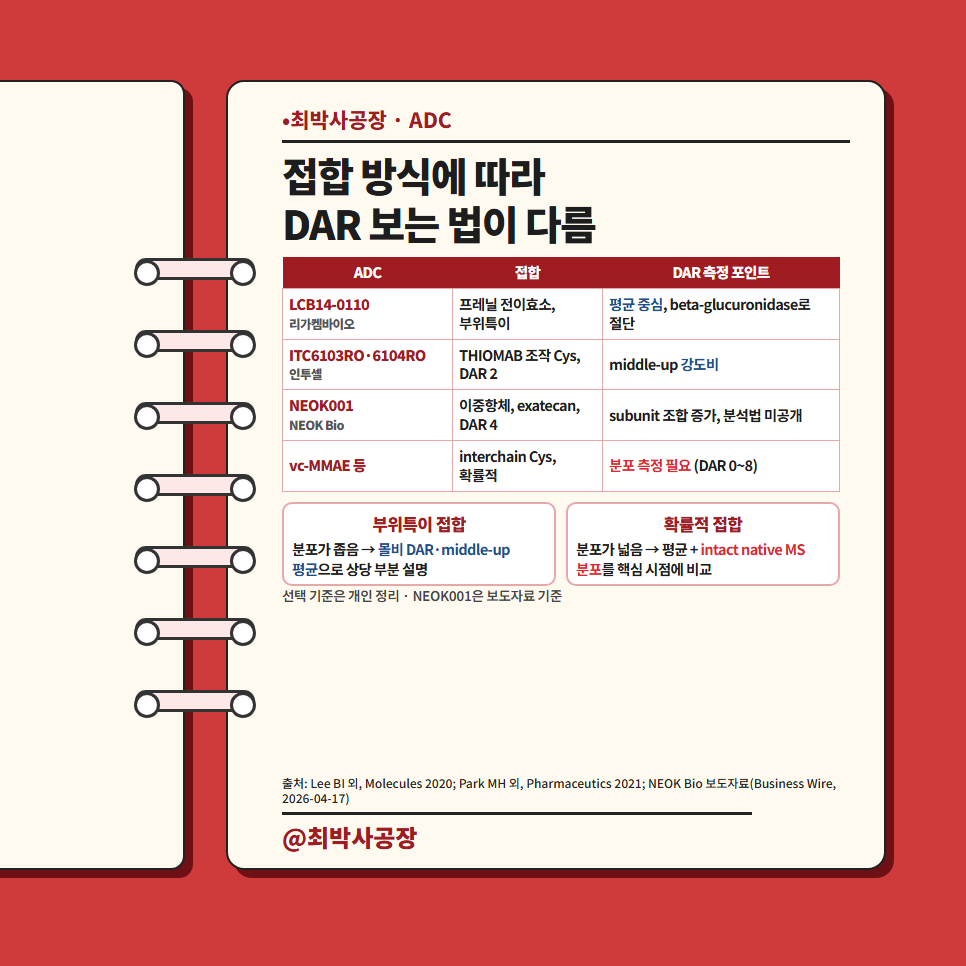 •최박사공장 · ADC
접합 방식에 따라
DAR 보는 법이 다름
ADC 접합 DAR 측정 포인트
LCB14-0110
리가켐바이오
프레닐 전이효소,
부위특이
평균 중심, beta-glucuronidase로
절단
ITC6103RO·6104RO
인투셀
THIOMAB 조작 Cys,
DAR 2
middle-up 강도비
NEOK001
NEOK Bio
이중항체, exatecan,
DAR 4
subunit 조합 증가, 분석법 미공개
vc-MMAE 등
interchain Cys,
확률적
분포 측정 필요 (DAR 0~8)
부위특이 접합
분포가 좁음 → 몰비 DAR·middle-up
평균으로 상당 부분 설명
확률적 접합
분포가 넓음 → 평균 + intact native MS
분포를 핵심 시점에 비교
선택 기준은 개인 정리 · NEOK001은 보도자료 기준
출처: Lee BI 외, Molecules 2020; Park MH 외, Pharmaceutics 2021; NEOK Bio 보도자료(Business Wire,
2026-04-17)
@최박사공장